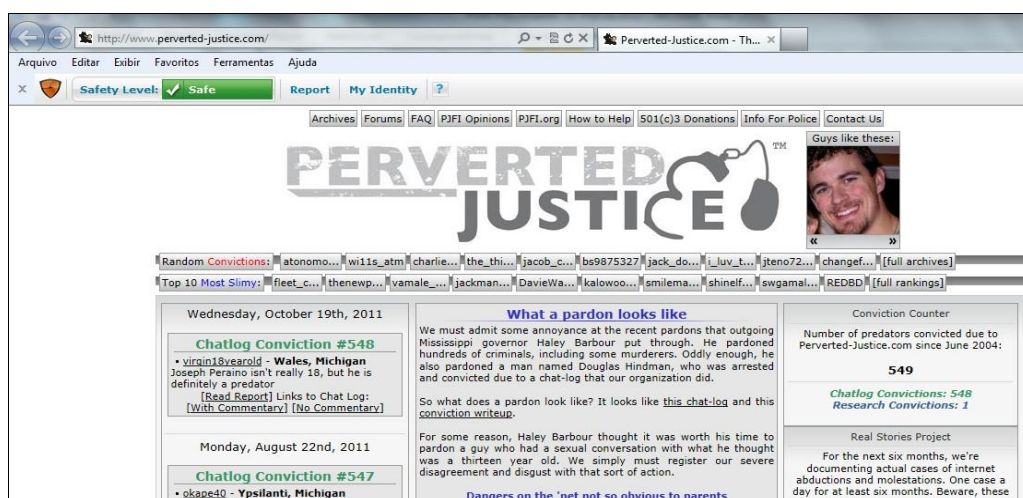 http://www.perverted-justice.com/
Perverted-Justice.com - Th...
Arquivo Editar Exibir Favoritos Ferramentas Ajuda
x Safety Level: Safe Report My Identity ?
Archives Forums FAQ PJFI Opinions PJFI.org How to Help 501(c)3 Donations Info For Police Contact Us
PERVERTED
JUSTICE
TM
Guys like these:
« »
Random Convictions: atonomo... wi11s_atm charlie... the_thi... jacob_c... bs9875327 jack_do... i_luv_t... jteno72... changef... [full archives]
Top 10 Most Slimy: fleet_c... thenewp... vamale_... jackman... DavieWa... kalowoo... smilema... shinelf... swgamal... REDBD [full rankings]
Wednesday, October 19th, 2011
Chatlog Conviction #548
▪ virgin18yearold - Wales, Michigan
Joseph Peraino isn't really 18, but he is
definitely a predator
[Read Report] Links to Chat Log:
[With Commentary] [No Commentary]
Monday, August 22nd, 2011
Chatlog Conviction #547
▪ okape40 - Ypsilanti, Michigan
What a pardon looks like
We must admit some annoyance at the recent pardons that outgoing
Mississippi governor Haley Barbour put through. He pardoned
hundreds of criminals, including some murderers. Oddly enough, he
also pardoned a man named Douglas Hindman, who was arrested
and convicted due to a chat-log that our organization did.
So what does a pardon look like? It looks like this chat-log and this
conviction writeup.
For some reason, Haley Barbour thought it was worth his time to
pardon a guy who had a sexual conversation with what he thought
was a thirteen year old. We simply must register our severe
disagreement and disgust with that sort of action.
Dangers on the 'net not so obvious to parents
Conviction Counter
Number of predators convicted due to
Perverted-Justice.com since June 2004:
549
Chatlog Convictions: 548
Research Convictions: 1
Real Stories Project
For the next six months, we're
documenting actual cases of internet
abductions and molestations. One case a
day for at least six months. Beware, these